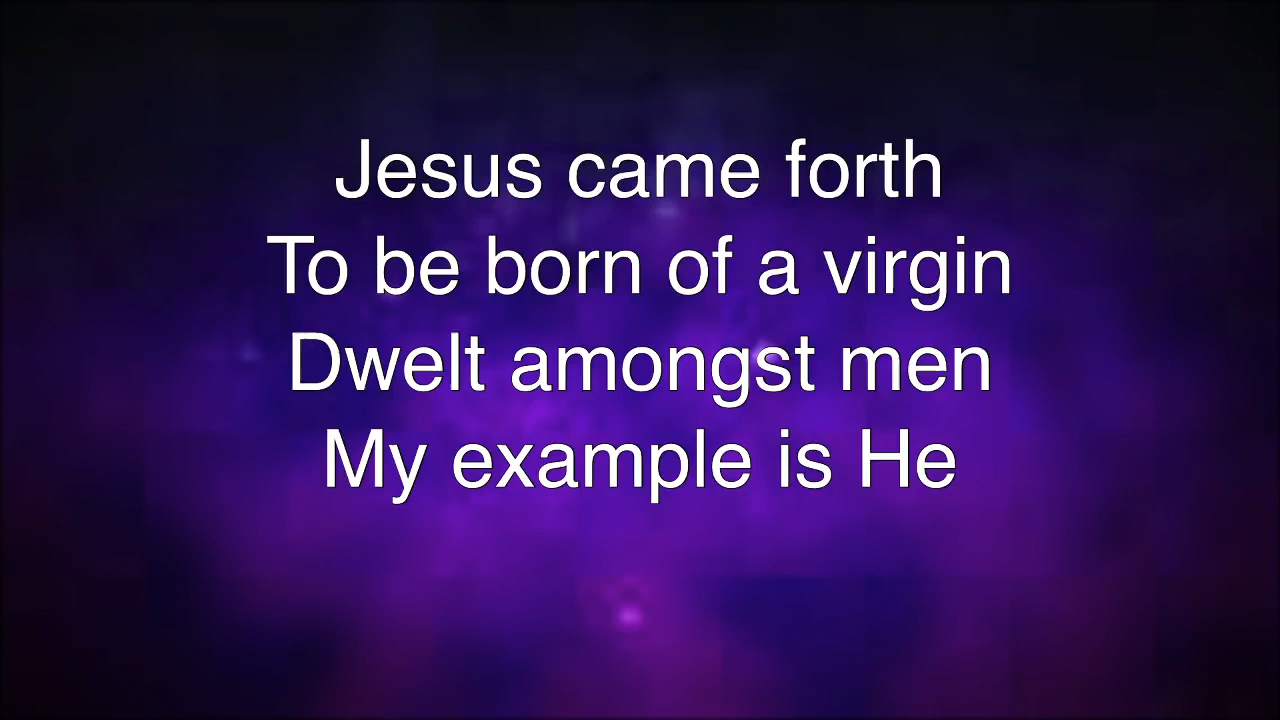 Jesus came forth
To be born of a virgin
Dwelt amongst men
My example is He